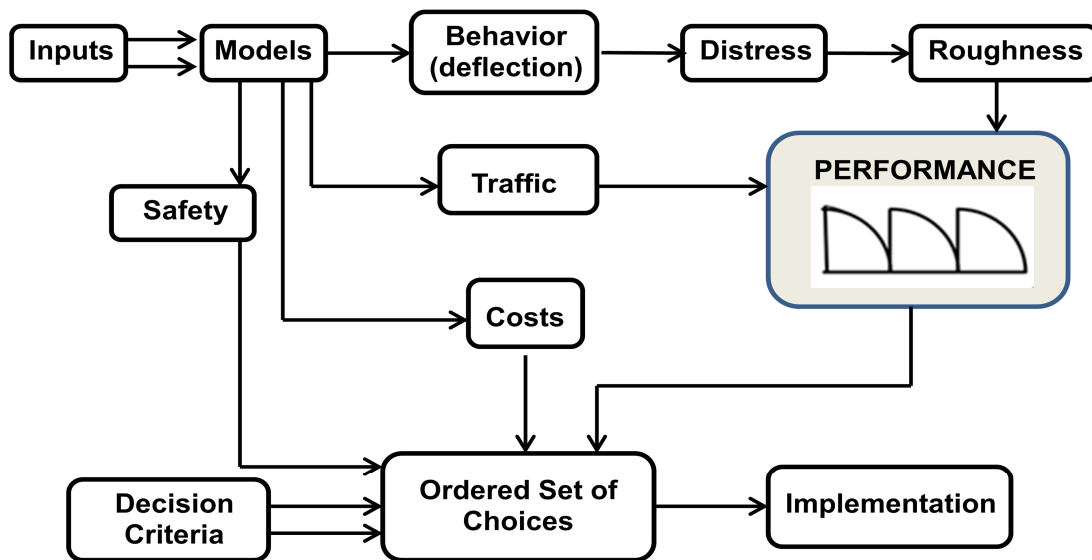 Inputs
Models
Behavior
(deflection)
Distress
Roughness
Traffic
PERFORMANCE
Safety
Costs
Decision
Criteria
Ordered Set of
Choices
Implementation